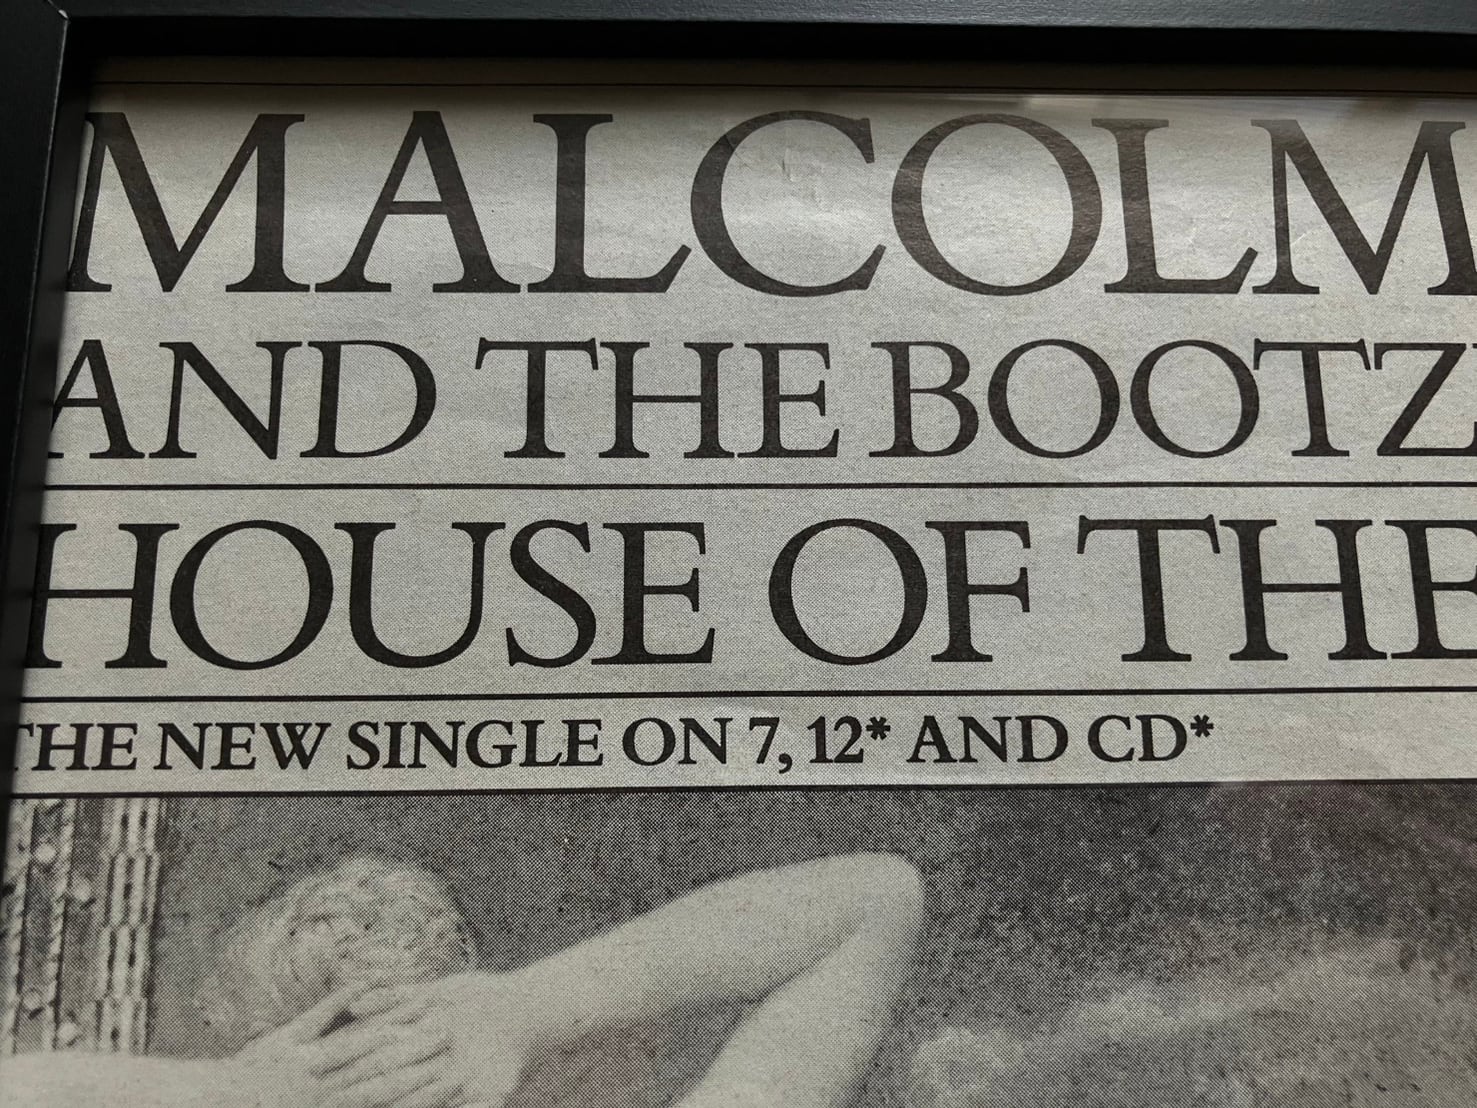 MALCOLM
AND THE BOOTZ
HOUSE OF THE
THE NEW SINGLE ON 7, 12* AND CD*